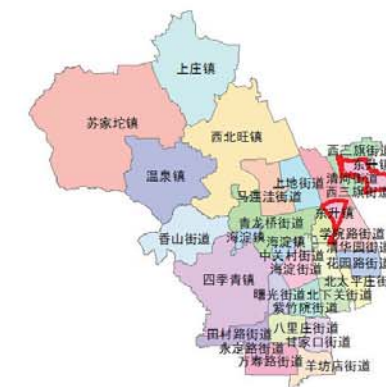 上庄镇
苏家坨镇
西北旺镇
温泉镇
西三旗街道
东升镇
清河街道
西三旗街道
马连洼街道
上地街道
东升镇
青龙桥街道
学院路街道
香山街道
海淀镇
海淀镇
清华园街道
中关村街道
花园路街道
海淀街道
四季青镇
北太平庄街道
曙光街道
北下关街道
紫竹院街道
田村路街道
八里庄街道
永定路街道
甘家口街道
万寿路街道
羊坊店街道